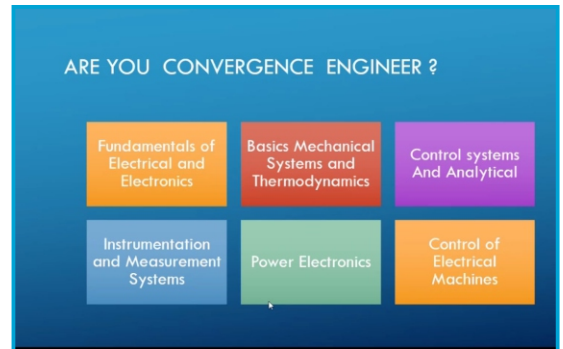 ARE YOU CONVERGENCE ENGINEER ?
Fundamentals of
Electrical and
Electronics
Basics Mechanical
Systems and
Thermodynamics
Control systems
And Analytical
Instrumentation
and Measurement
Systems
Power Electronics
Control of
Electrical
Machines